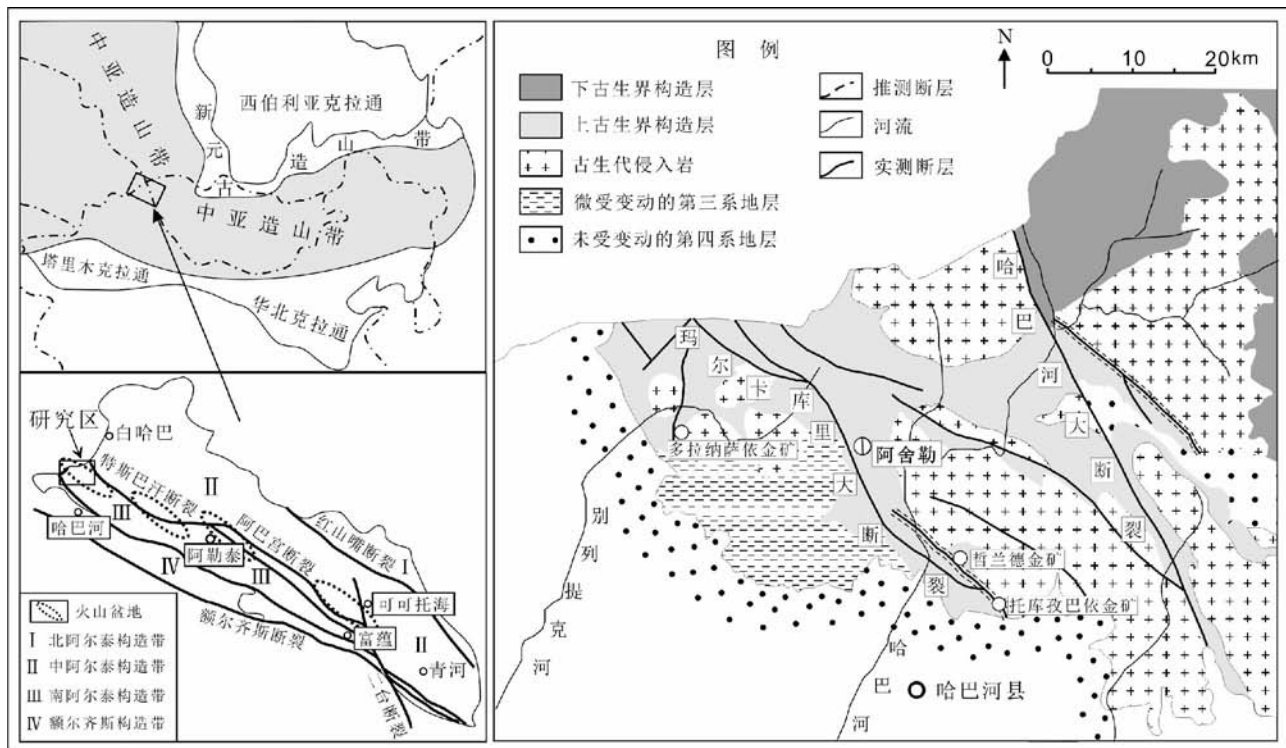 中亚造山带
西伯利亚克拉通
新元古造山带
中亚造山带
塔里木克拉通
华北克拉通
研究区
白哈巴
特斯巴汗断裂
Ⅱ
哈巴河
Ⅲ
阿巴宫断裂
红山嘴断裂
Ⅰ
阿勒泰
Ⅳ
Ⅲ
可可托海
额尔齐斯断裂
富蕴
Ⅱ
青河
二台断裂
火山盆地
Ⅰ 北阿尔泰构造带
Ⅱ 中阿尔泰构造带
Ⅲ 南阿尔泰构造带
Ⅳ 额尔齐斯构造带
图 例
下古生界构造层
上古生界构造层
古生代侵入岩
微受变动的第三系地层
未受变动的第四系地层
推测断层
河流
实测断层
N
0 10 20km
哈巴河大断裂
玛尔卡库里大断裂
多拉纳萨依金矿
阿舍勒
哲兰德金矿
托库孜巴依金矿
别列提克河
哈巴河
哈巴河县